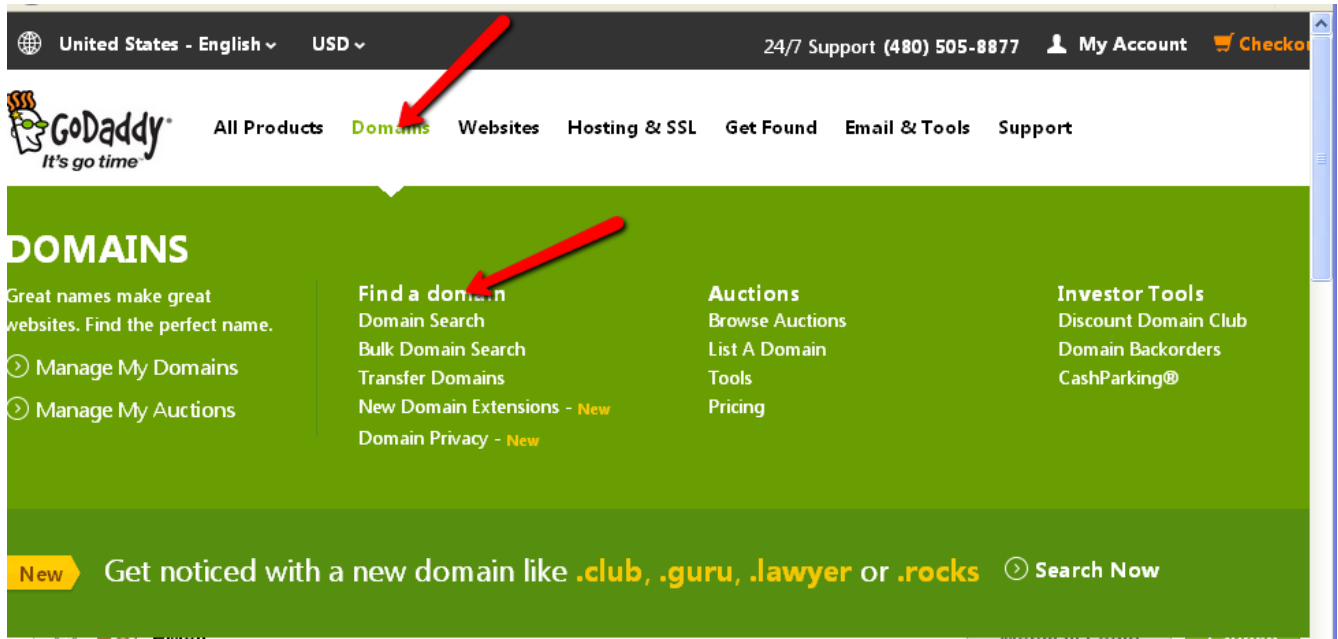 United States - English USD 24/7 Support (480) 505-8877 My Account Checkou
GoDaddy
It's go time
All Products Domains Websites Hosting & SSL Get Found Email & Tools Support
DOMAINS
Great names make great
websites. Find the perfect name.
Manage My Domains
Manage My Auctions
Find a domain
Domain Search
Bulk Domain Search
Transfer Domains
New Domain Extensions - New
Domain Privacy - New
Auctions
Browse Auctions
List A Domain
Tools
Pricing
Investor Tools
Discount Domain Club
Domain Backorders
CashParking®
New Get noticed with a new domain like .club, .guru, .lawyer or .rocks Search Now